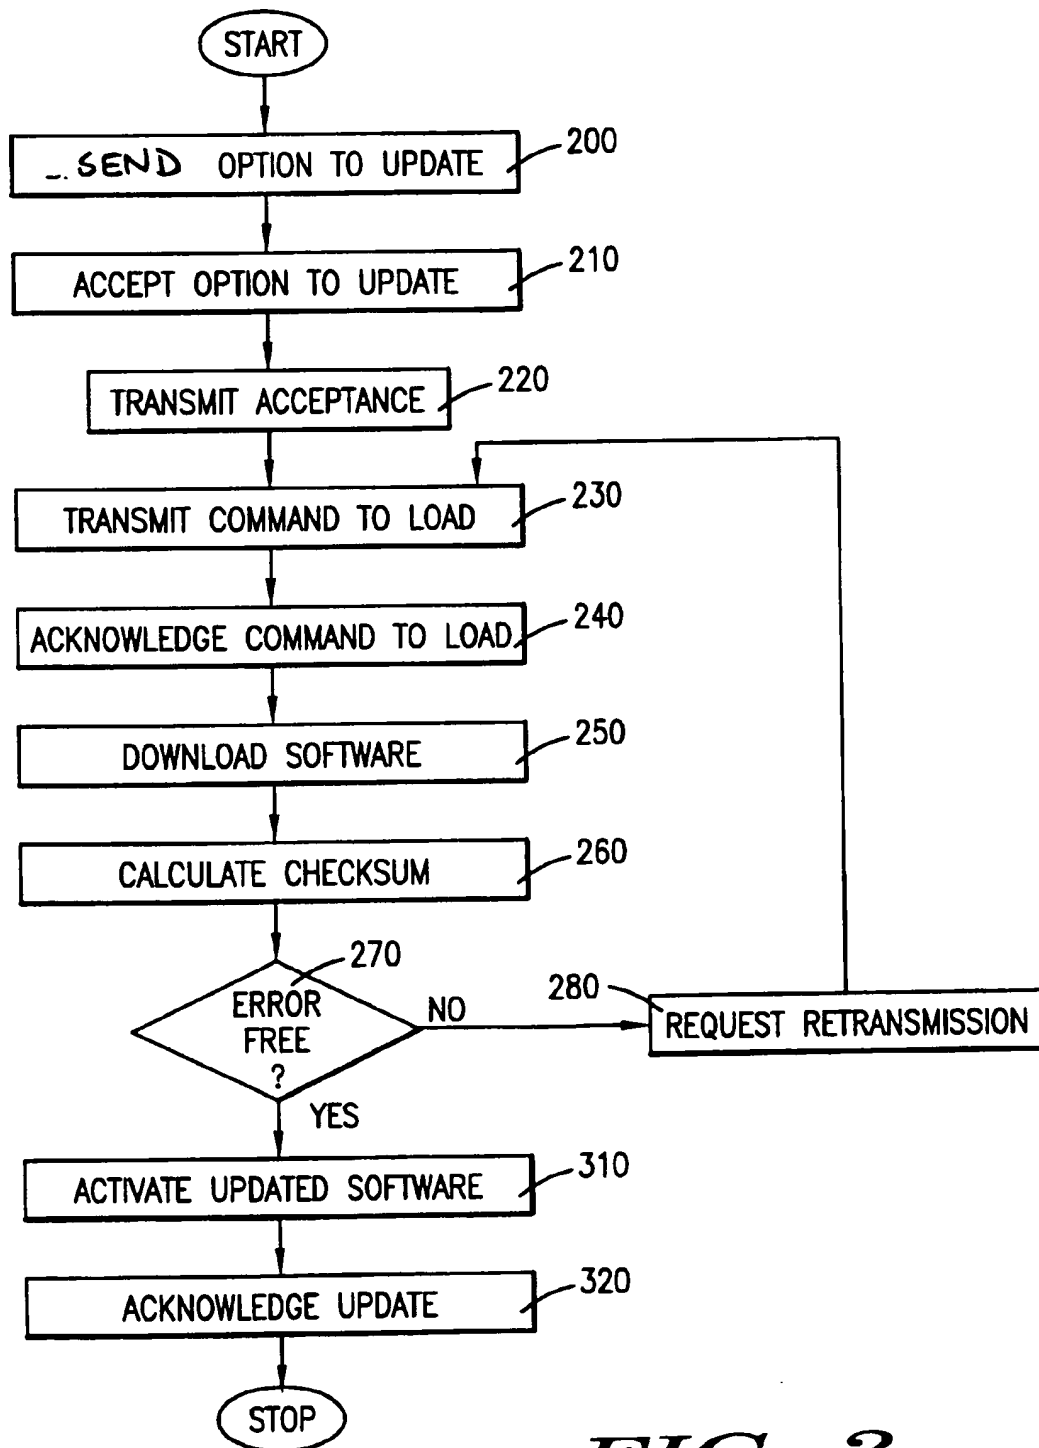 START
SEND OPTION TO UPDATE
200
ACCEPT OPTION TO UPDATE
210
TRANSMIT ACCEPTANCE
220
TRANSMIT COMMAND TO LOAD
230
ACKNOWLEDGE COMMAND TO LOAD
240
DOWNLOAD SOFTWARE
250
CALCULATE CHECKSUM
260
270
ERROR
FREE
?
NO
280
REQUEST RETRANSMISSION
YES
ACTIVATE UPDATED SOFTWARE
310
ACKNOWLEDGE UPDATE
320
STOP
FIG. 3